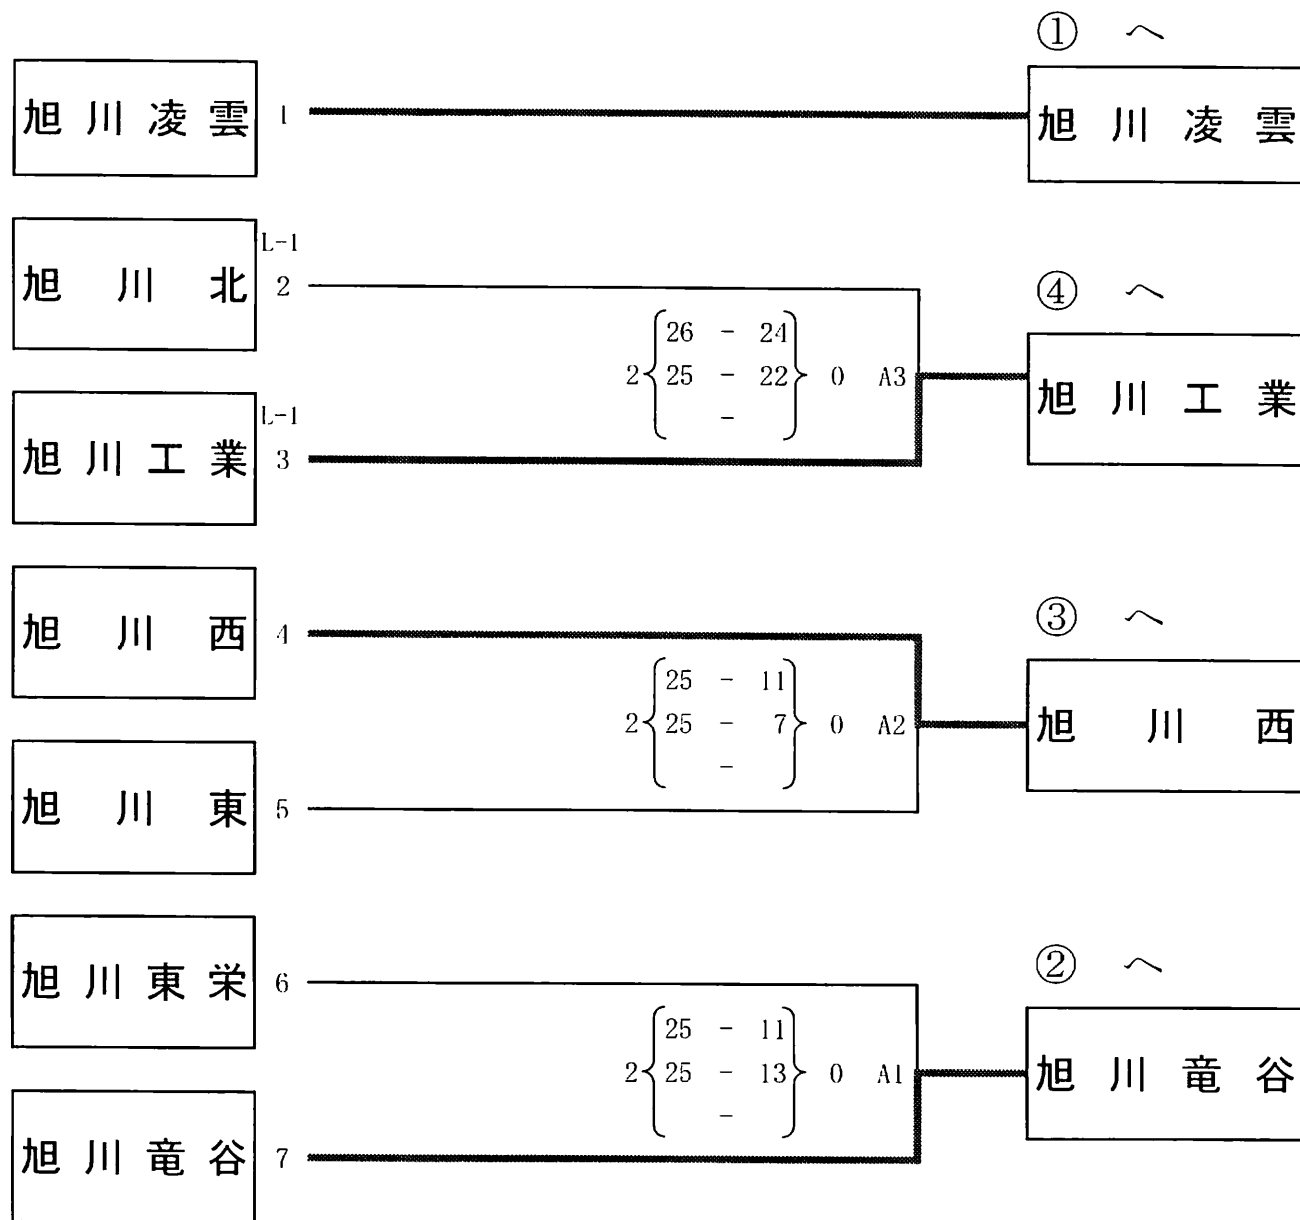 ① へ
旭川凌雲 1 旭川凌雲
L-1
旭川北 2
④ へ
26 - 24
2 25 - 22 0 A3
-
旭川工業
L-1
旭川工業 3
旭川西 4
③ へ
25 - 11
2 25 - 7 0 A2
-
旭川西
旭川東 5
旭川東栄 6
② へ
25 - 11
2 25 - 13 0 A1
-
旭川竜谷
旭川竜谷 7